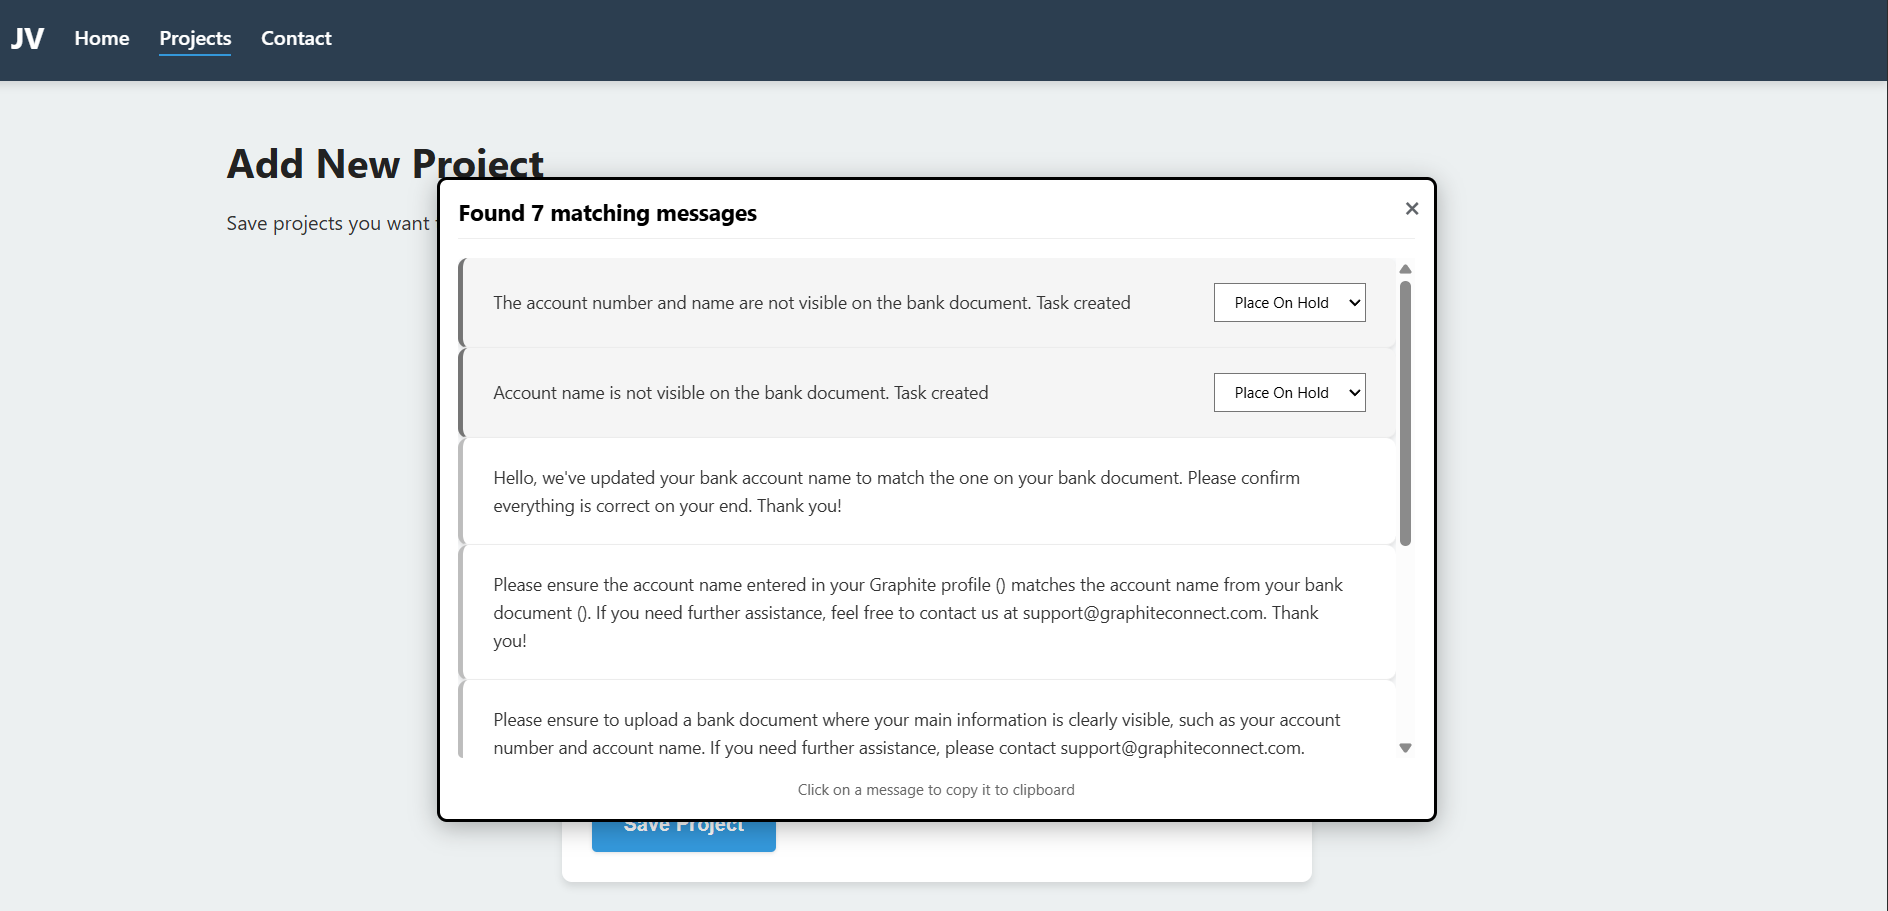 JV Home Projects Contact
Add New Project
Save projects you want
Found 7 matching messages
×
The account number and name are not visible on the bank document. Task created
Place On Hold
Account name is not visible on the bank document. Task created
Place On Hold
Hello, we've updated your bank account name to match the one on your bank document. Please confirm
everything is correct on your end. Thank you!
Please ensure the account name entered in your Graphite profile () matches the account name from your bank
document (). If you need further assistance, feel free to contact us at support@graphiteconnect.com. Thank
you!
Please ensure to upload a bank document where your main information is clearly visible, such as your account
number and account name. If you need further assistance, please contact support@graphiteconnect.com.
Click on a message to copy it to clipboard
Save Project